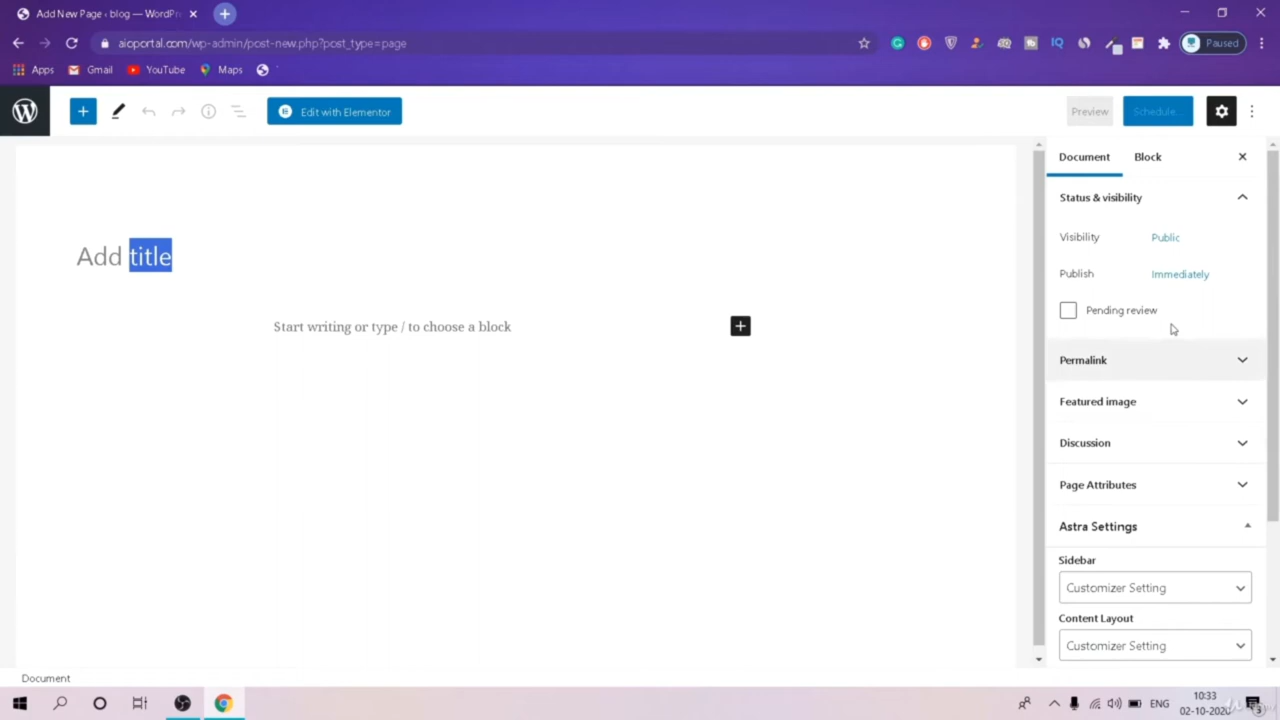 Add New Page ‹ blog — WordPr
aioportal.com/wp-admin/post-new.php?post_type=page
Paused
Apps
Gmail
YouTube
Maps
Edit with Elementor
Preview
Schedule...
Document
Block
Status & visibility
Visibility
Public
Publish
Immediately
Pending review
Permalink
Featured image
Discussion
Page Attributes
Astra Settings
Sidebar
Customizer Setting
Content Layout
Customizer Setting
Add title
Start writing or type / to choose a block
Document
ENG
10:33
02-10-2020